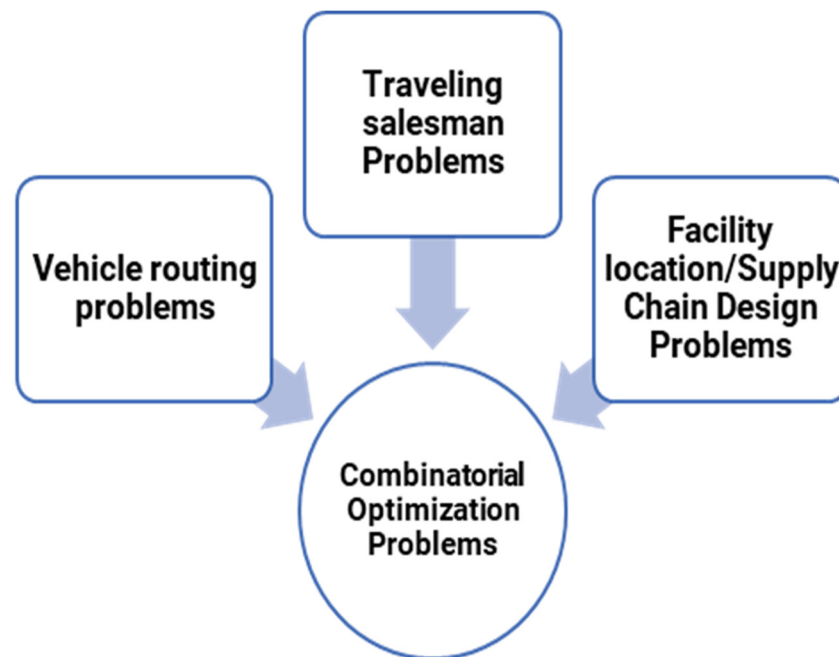 Traveling
salesman
Problems
Vehicle routing
problems
Facility
location/Supply
Chain Design
Problems
Combinatorial
Optimization
Problems